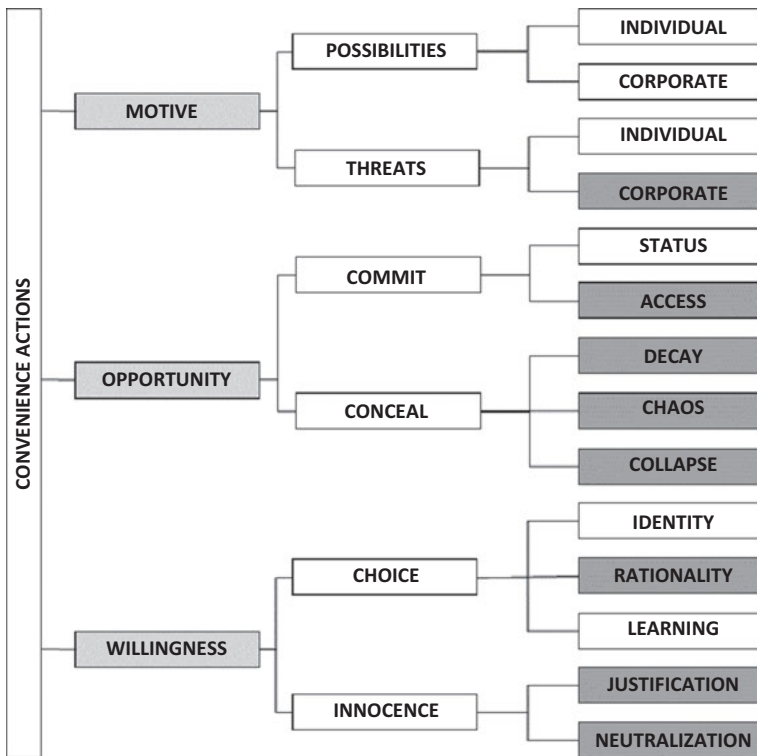 CONVENIENCE ACTIONS
MOTIVE
POSSIBILITIES
INDIVIDUAL
CORPORATE
THREATS
INDIVIDUAL
CORPORATE
OPPORTUNITY
COMMIT
STATUS
ACCESS
CONCEAL
DECAY
CHAOS
COLLAPSE
WILLINGNESS
CHOICE
IDENTITY
RATIONALITY
LEARNING
INNOCENCE
JUSTIFICATION
NEUTRALIZATION